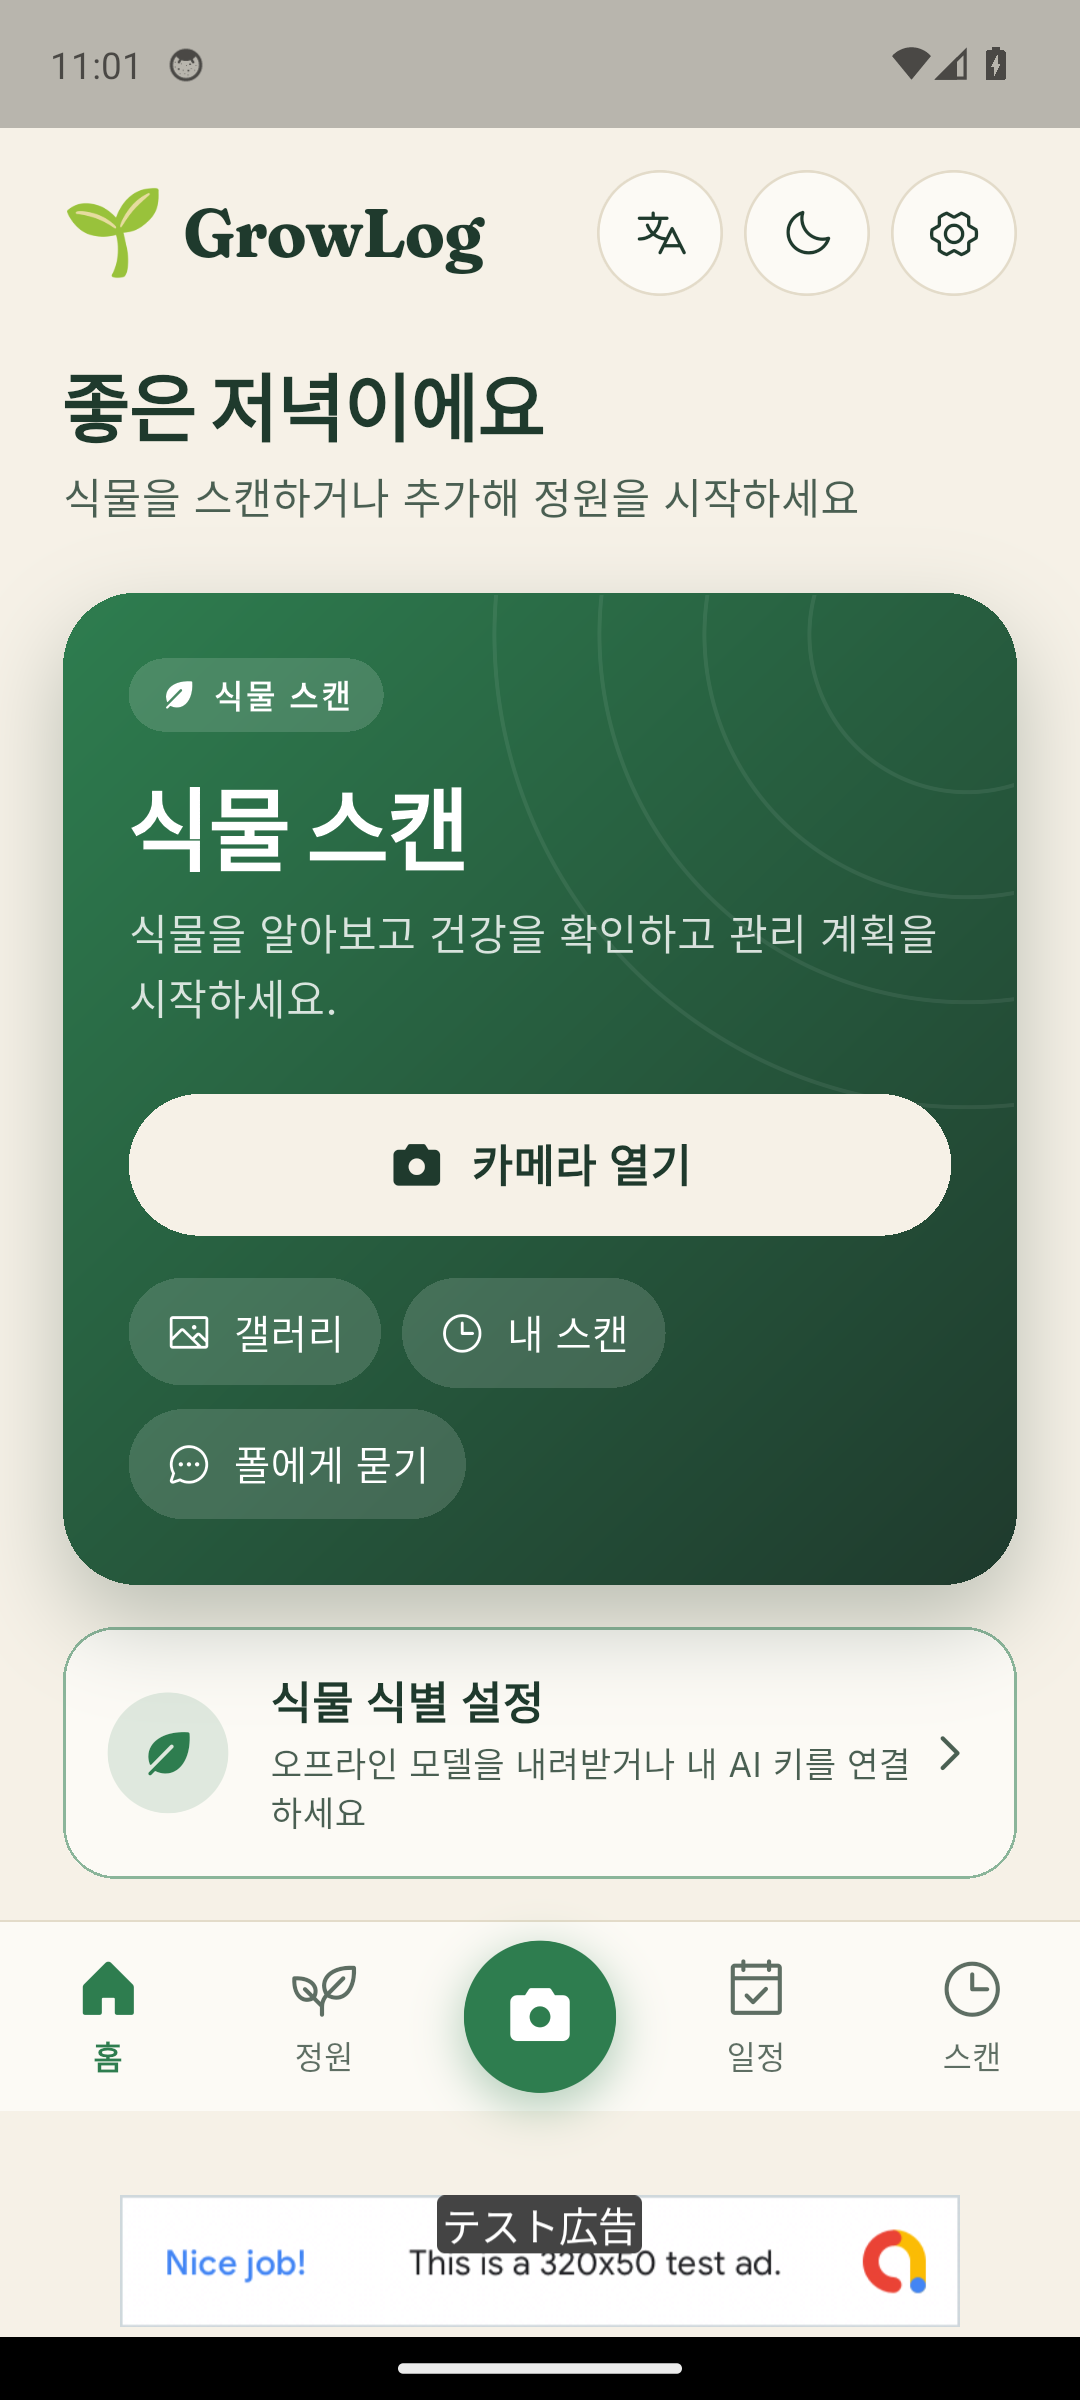 11:01
GrowLog
좋은 저녁이에요
식물을 스캔하거나 추가해 정원을 시작하세요
식물 스캔
식물 스캔
식물을 알아보고 건강을 확인하고 관리 계획을
시작하세요.
카메라 열기
갤러리
내 스캔
폴에게 묻기
식물 식별 설정
오프라인 모델을 내려받거나 내 AI 키를 연결
하세요
홈
정원
일정
스캔
テスト広告
Nice job!
This is a 320x50 test ad.